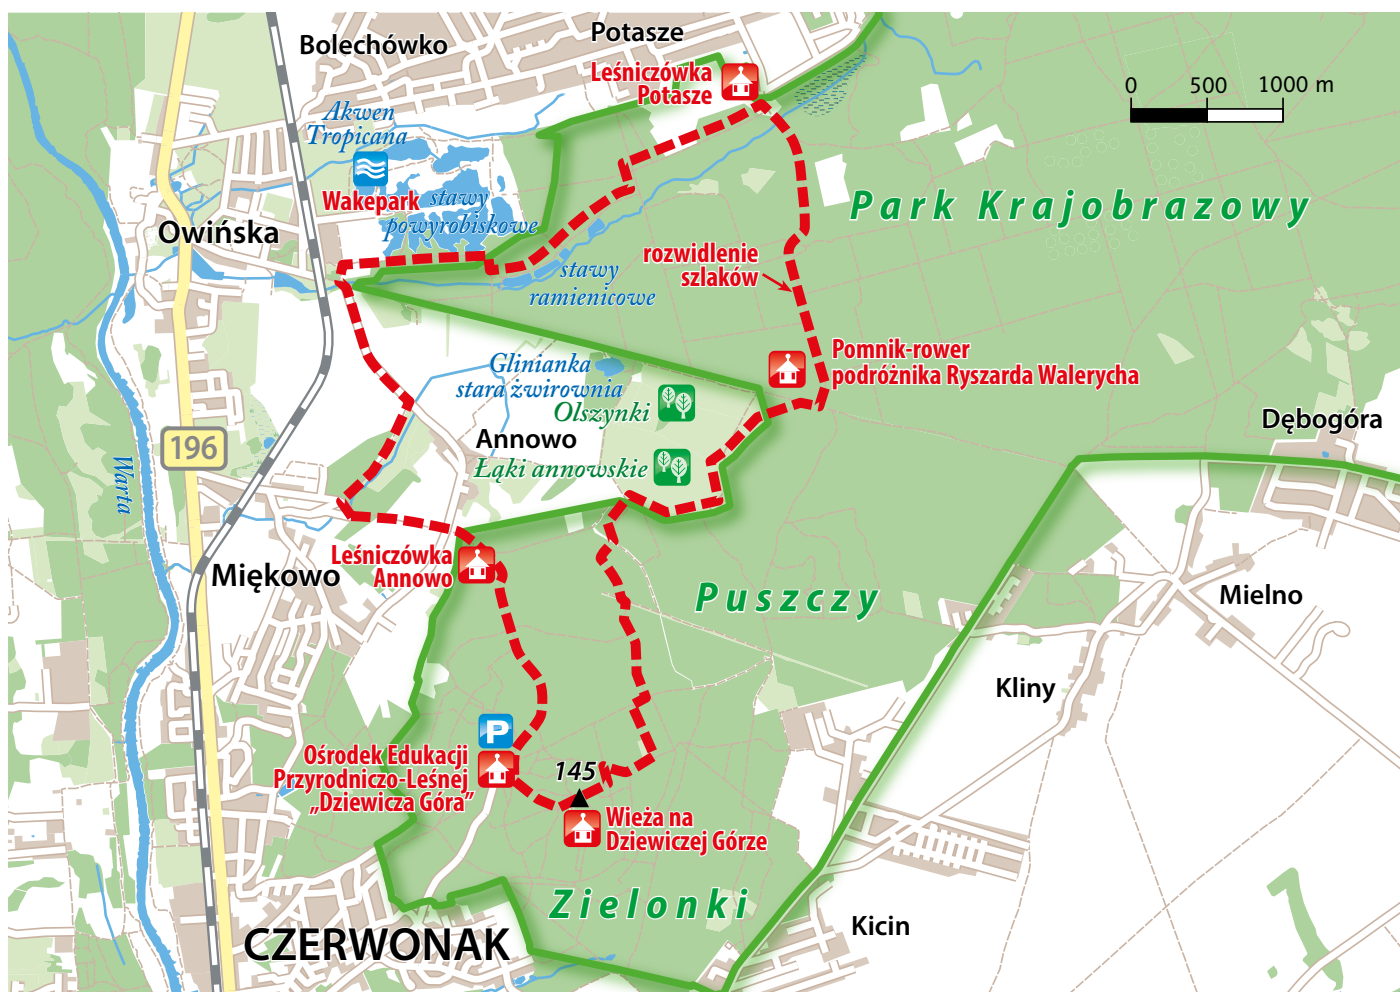 Potasze
Bolechówko
Leśniczówka
Potasze
0 500 1000 m
Akwen
Tropicana
Wakepark
stawy
powyrobiskowe
Park Krajobrazowy
Owińska
rozwidlenie
szlaków
stawy
ramienicowe
Pomnik-rower
podróżnika Ryszarda Walerycha
Glinianka
stara żwirownia
Olszynki
Dębogóra
196
Annowo
Łąki annowskie
Warta
Leśniczówka
Annowo
Miękowo
Puszczy
Mielno
Kliny
P
Ośrodek Edukacji
Przyrodniczo-Leśnej
„Dziewicza Góra”
145
Wieża na
Dziewiczej Górze
Zielonki
Kicin
CZERWONAK